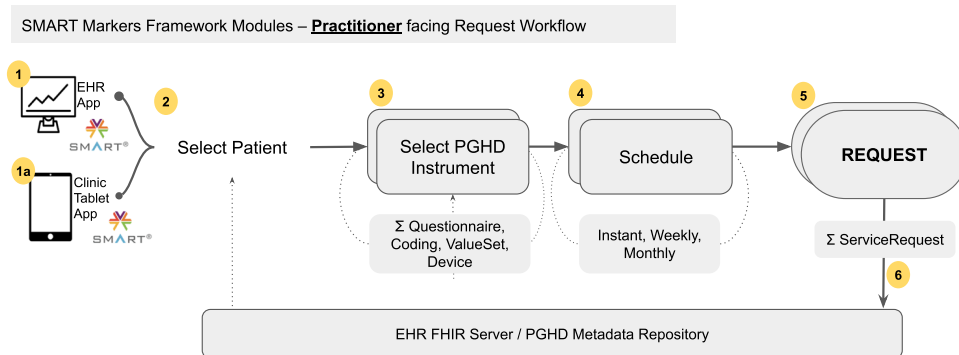 SMART Markers Framework Modules – Practitioner facing Request Workflow
1
EHR
App
SMART®
1a
Clinic
Tablet
App
SMART®
2
Select Patient
3
Select PGHD
Instrument
Σ Questionnaire,
Coding, ValueSet,
Device
4
Schedule
Instant, Weekly,
Monthly
5
REQUEST
Σ ServiceRequest
6
EHR FHIR Server / PGHD Metadata Repository